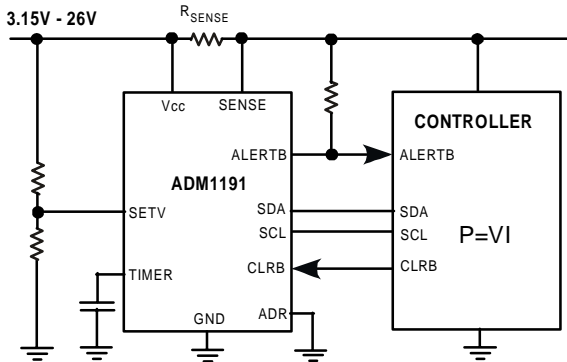 3.15V - 26V
RSENSE
Vcc
SENSE
CONTROLLER
ALERTB
ALERTB
ADM1191
SETV
SDA
SDA
SCL
SCL
P=VI
CLRB
CLRB
TIMER
GND
ADR